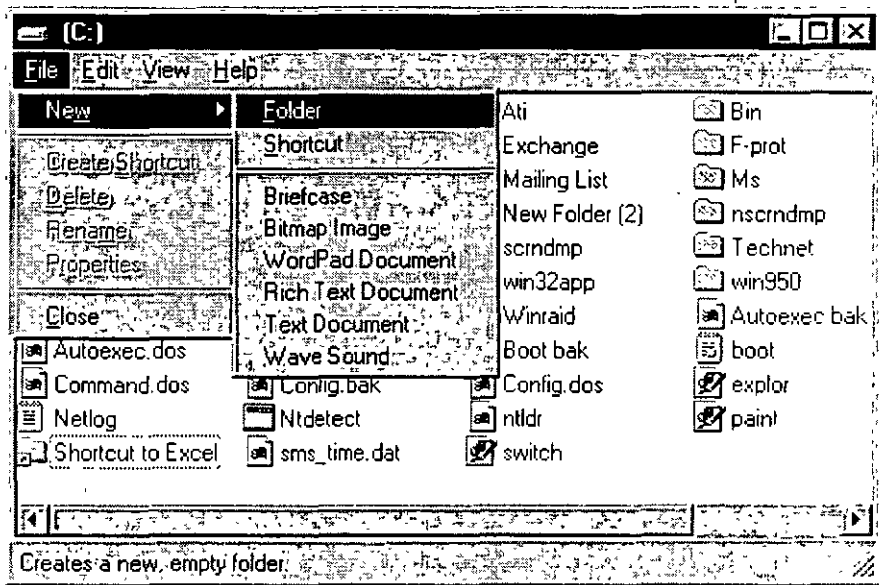 (C:)
File Edit View Help
New
Create Shortcut
Delete
Rename
Properties
Close
Folder
Shortcut
Briefcase
Bitmap Image
WordPad Document
Rich Text Document
Text Document
Wave Sound
Ati
Exchange
Mailing List
New Folder (2)
scrndmp
win32app
Winraid
Boot bak
Bin
F-prot
Ms
nscrndmp
Technet
win950
Autoexec bak
boot
Autoexec.dos
Command.dos Config.bak Config.dos explor
Netlog Ntdetect ntldr paint
Shortcut to Excel sms_time.dat switch
Creates a new, empty folder.